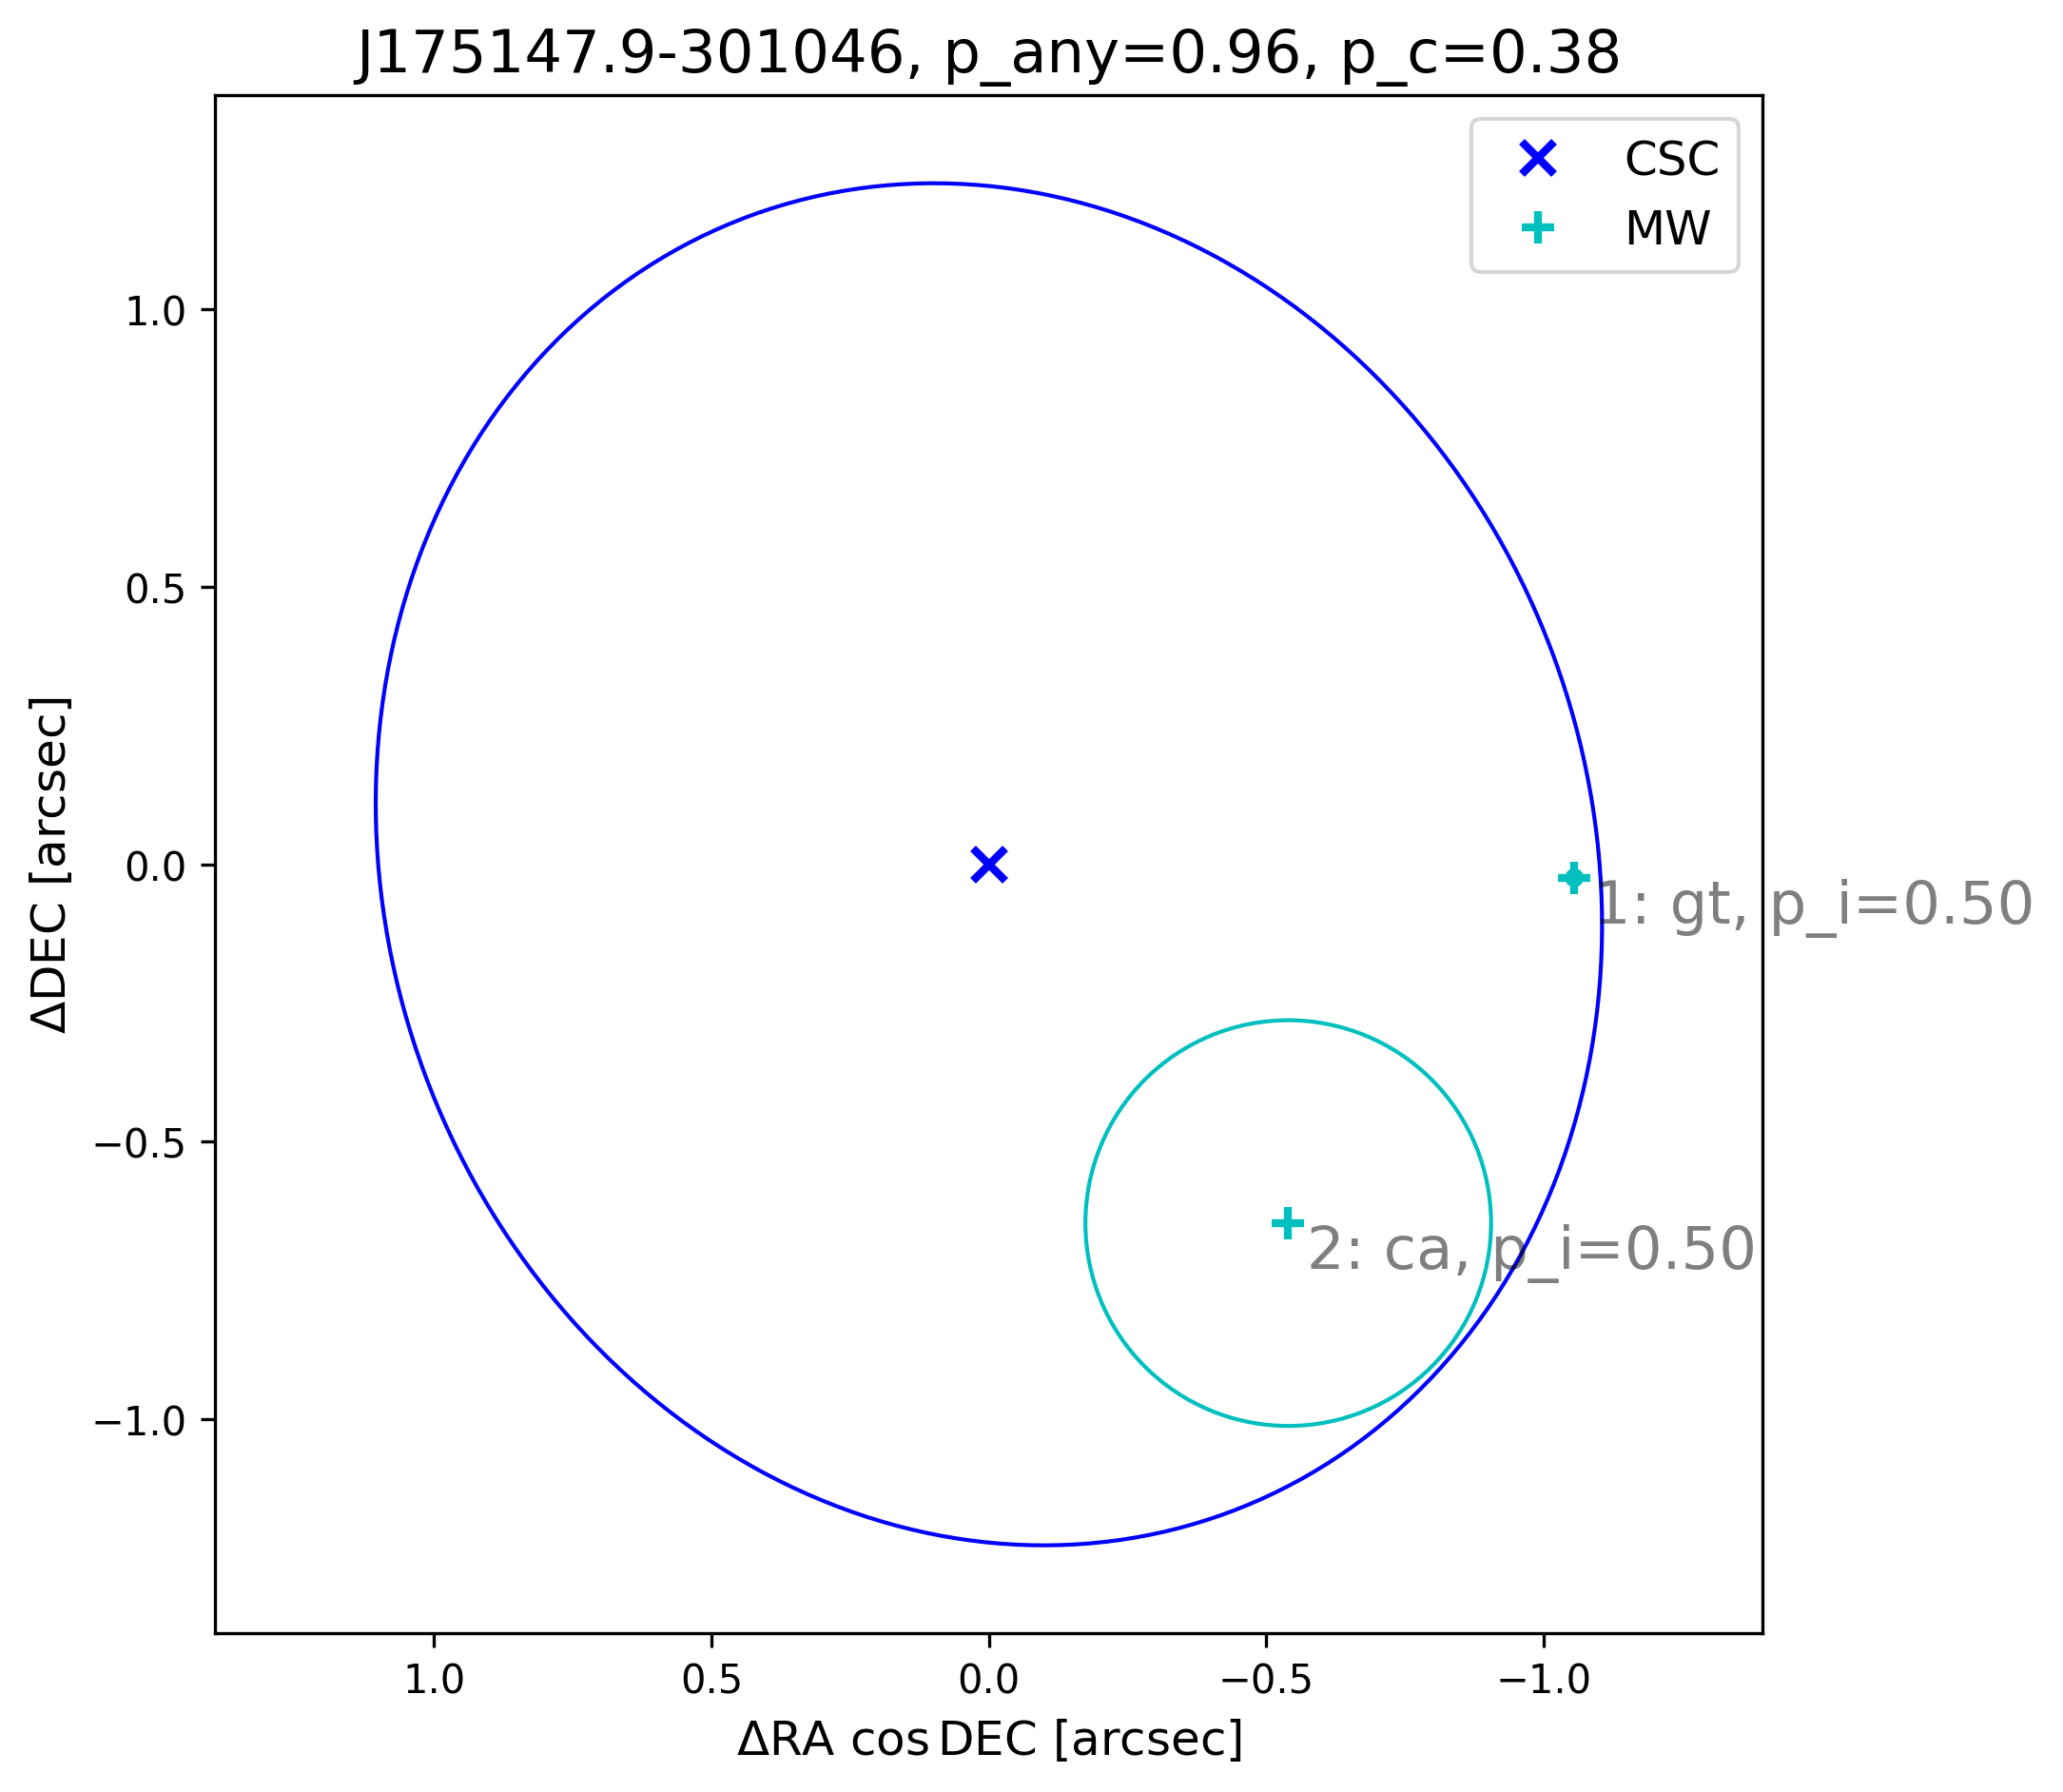 J175147.9-301046, p_any=0.96, p_c=0.38
CSC
MW
1.0
0.5
0.0
−0.5
−1.0
ΔDEC [arcsec]
1: gt, p_i=0.50
2: ca, p_i=0.50
1.0 0.5 0.0 −0.5 −1.0
ΔRA cos DEC [arcsec]